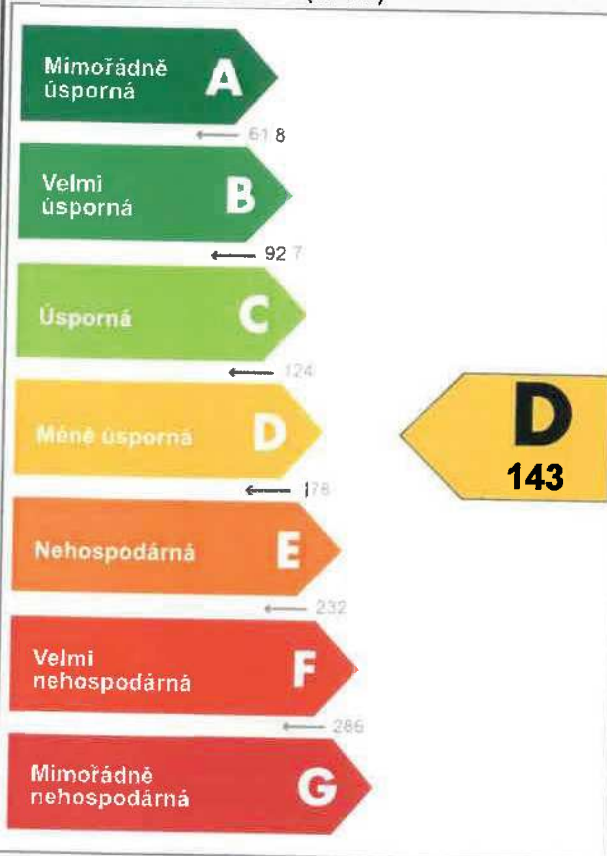 Mimořádně
úsporná
A
61 8
Velmi
úsporná
B
92 7
Úsporná
C
124
Méně úsporná
D
178
D
143
Nehospodárná
E
232
Velmi
nehospodárná
F
286
Mimořádně
nehospodárná
G